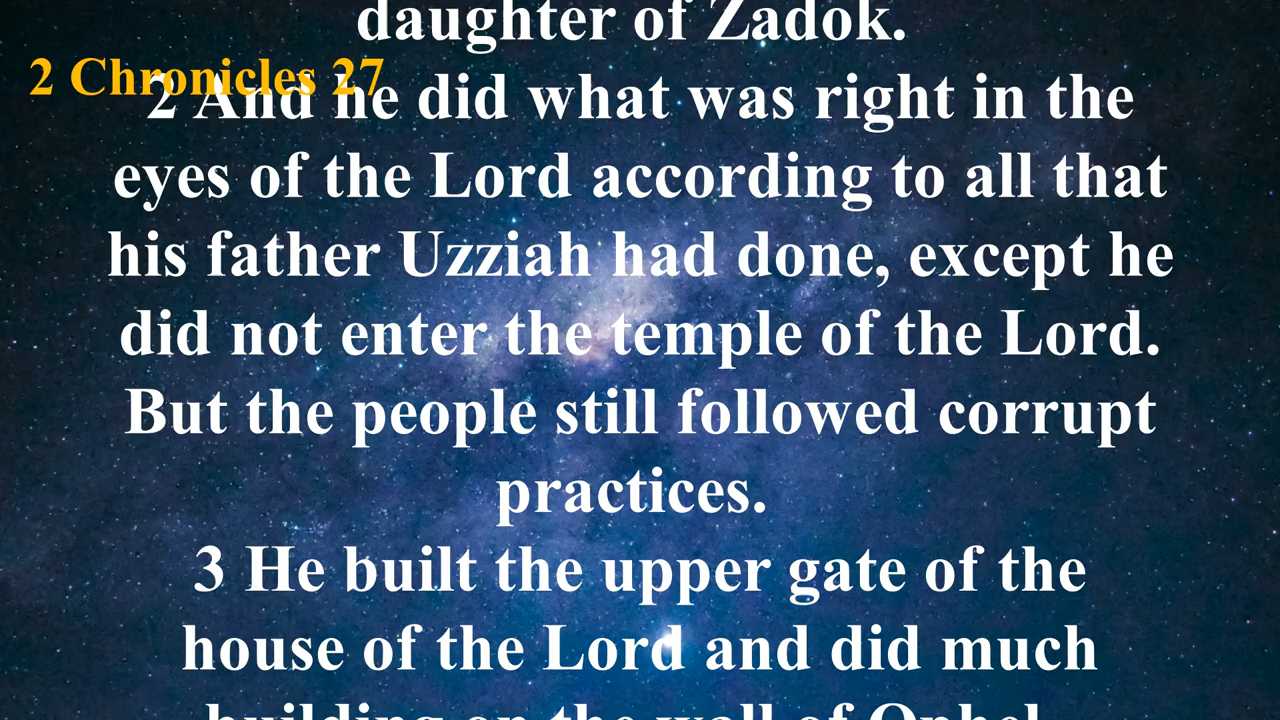 daughter of Zadok.
2 Chronicles 27
2 And he did what was right in the
eyes of the Lord according to all that
his father Uzziah had done, except he
did not enter the temple of the Lord.
But the people still followed corrupt
practices.
3 He built the upper gate of the
house of the Lord and did much
building on the wall of Ophel.